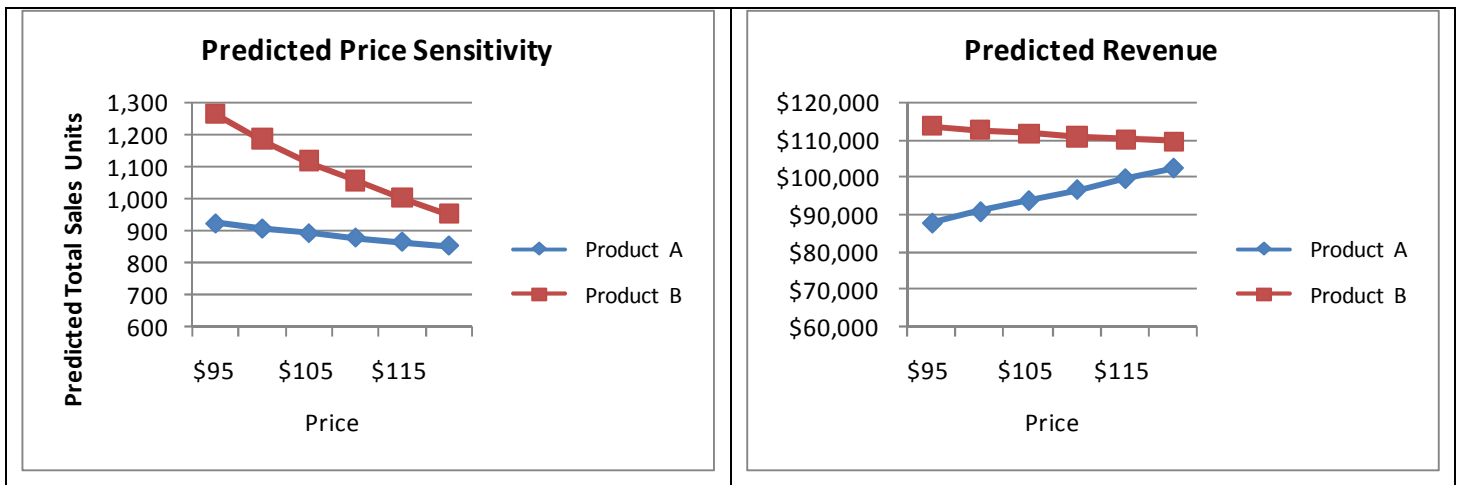 Predicted Price Sensitivity
Predicted Total Sales Units
1,300
1,200
1,100
1,000
900
800
700
600
$95
$105
$115
Price
Product A
Product B
Predicted Revenue
$120,000
$110,000
$100,000
$90,000
$80,000
$70,000
$60,000
$95
$105
$115
Price
Product A
Product B